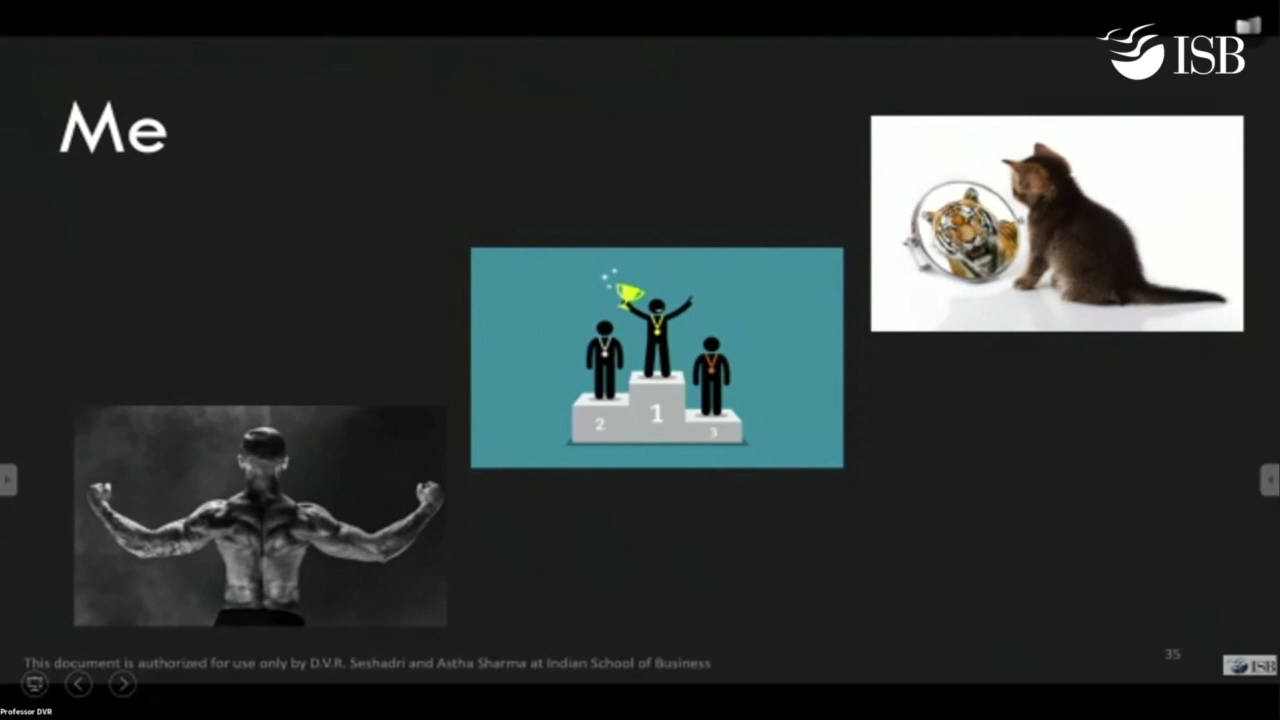 ISB
Me
2
1
3
This document is authorized for use only by D.V.R. Seshadri and Astha Sharma at Indian School of Business
35
ISB
Professor DVR